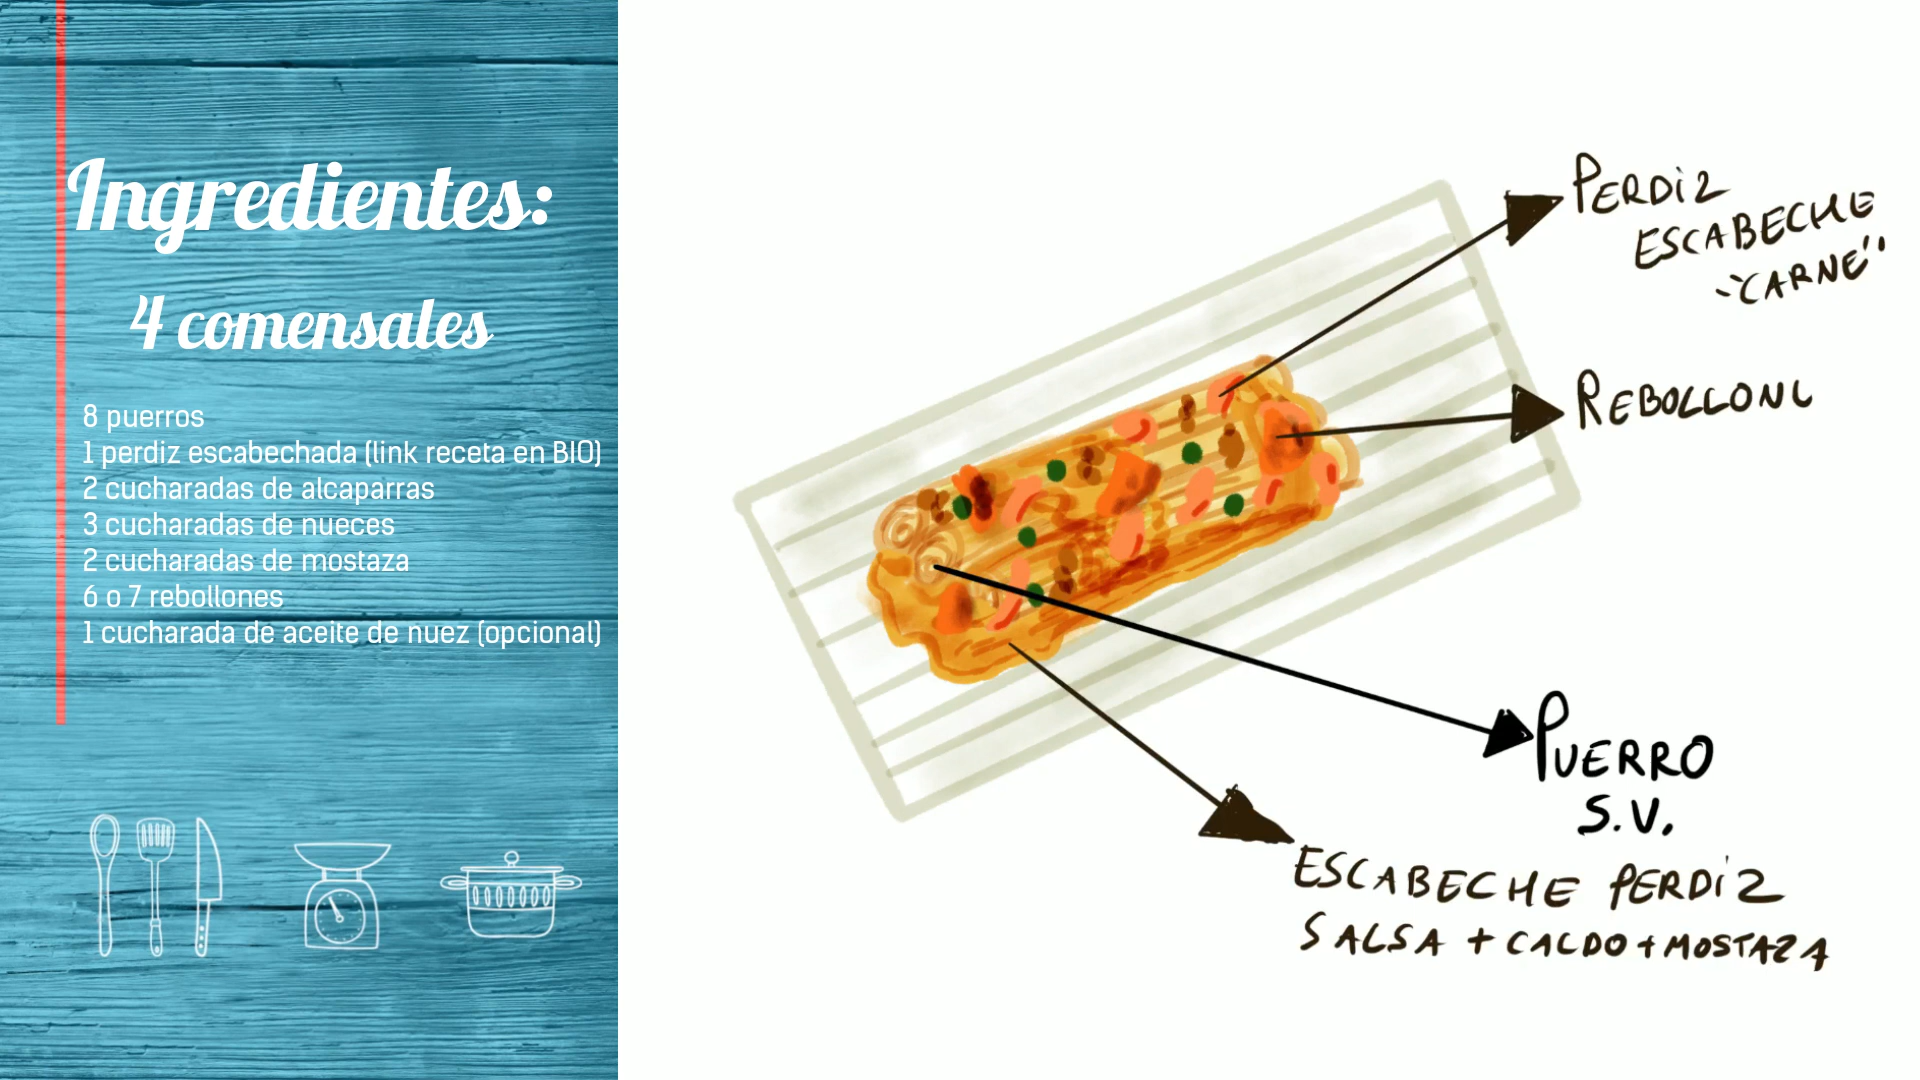 Ingredientes:
4 comensales
8 puerros
1 perdiz escabechada (link receta en BIO)
2 cucharadas de alcaparras
3 cucharadas de nueces
2 cucharadas de mostaza
6 o 7 rebollones
1 cucharada de aceite de nuez (opcional)
PERDiZ
ESCABECHE
-"CARNE"
REBOLLONL
PUERRO
S.V.
ESCABECHE PERDiZ
SALSA + CALDO + MOSTAZA